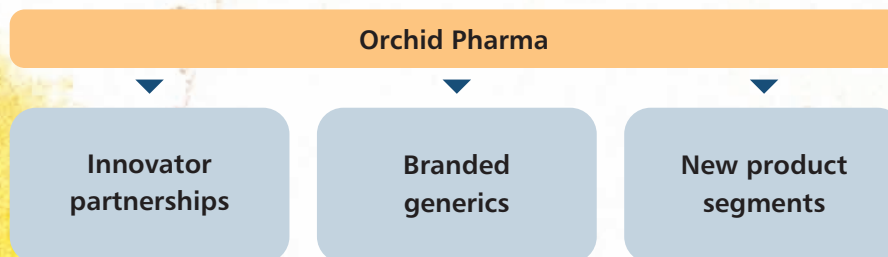 Orchid Pharma
Innovator
partnerships
Branded
generics
New product
segments